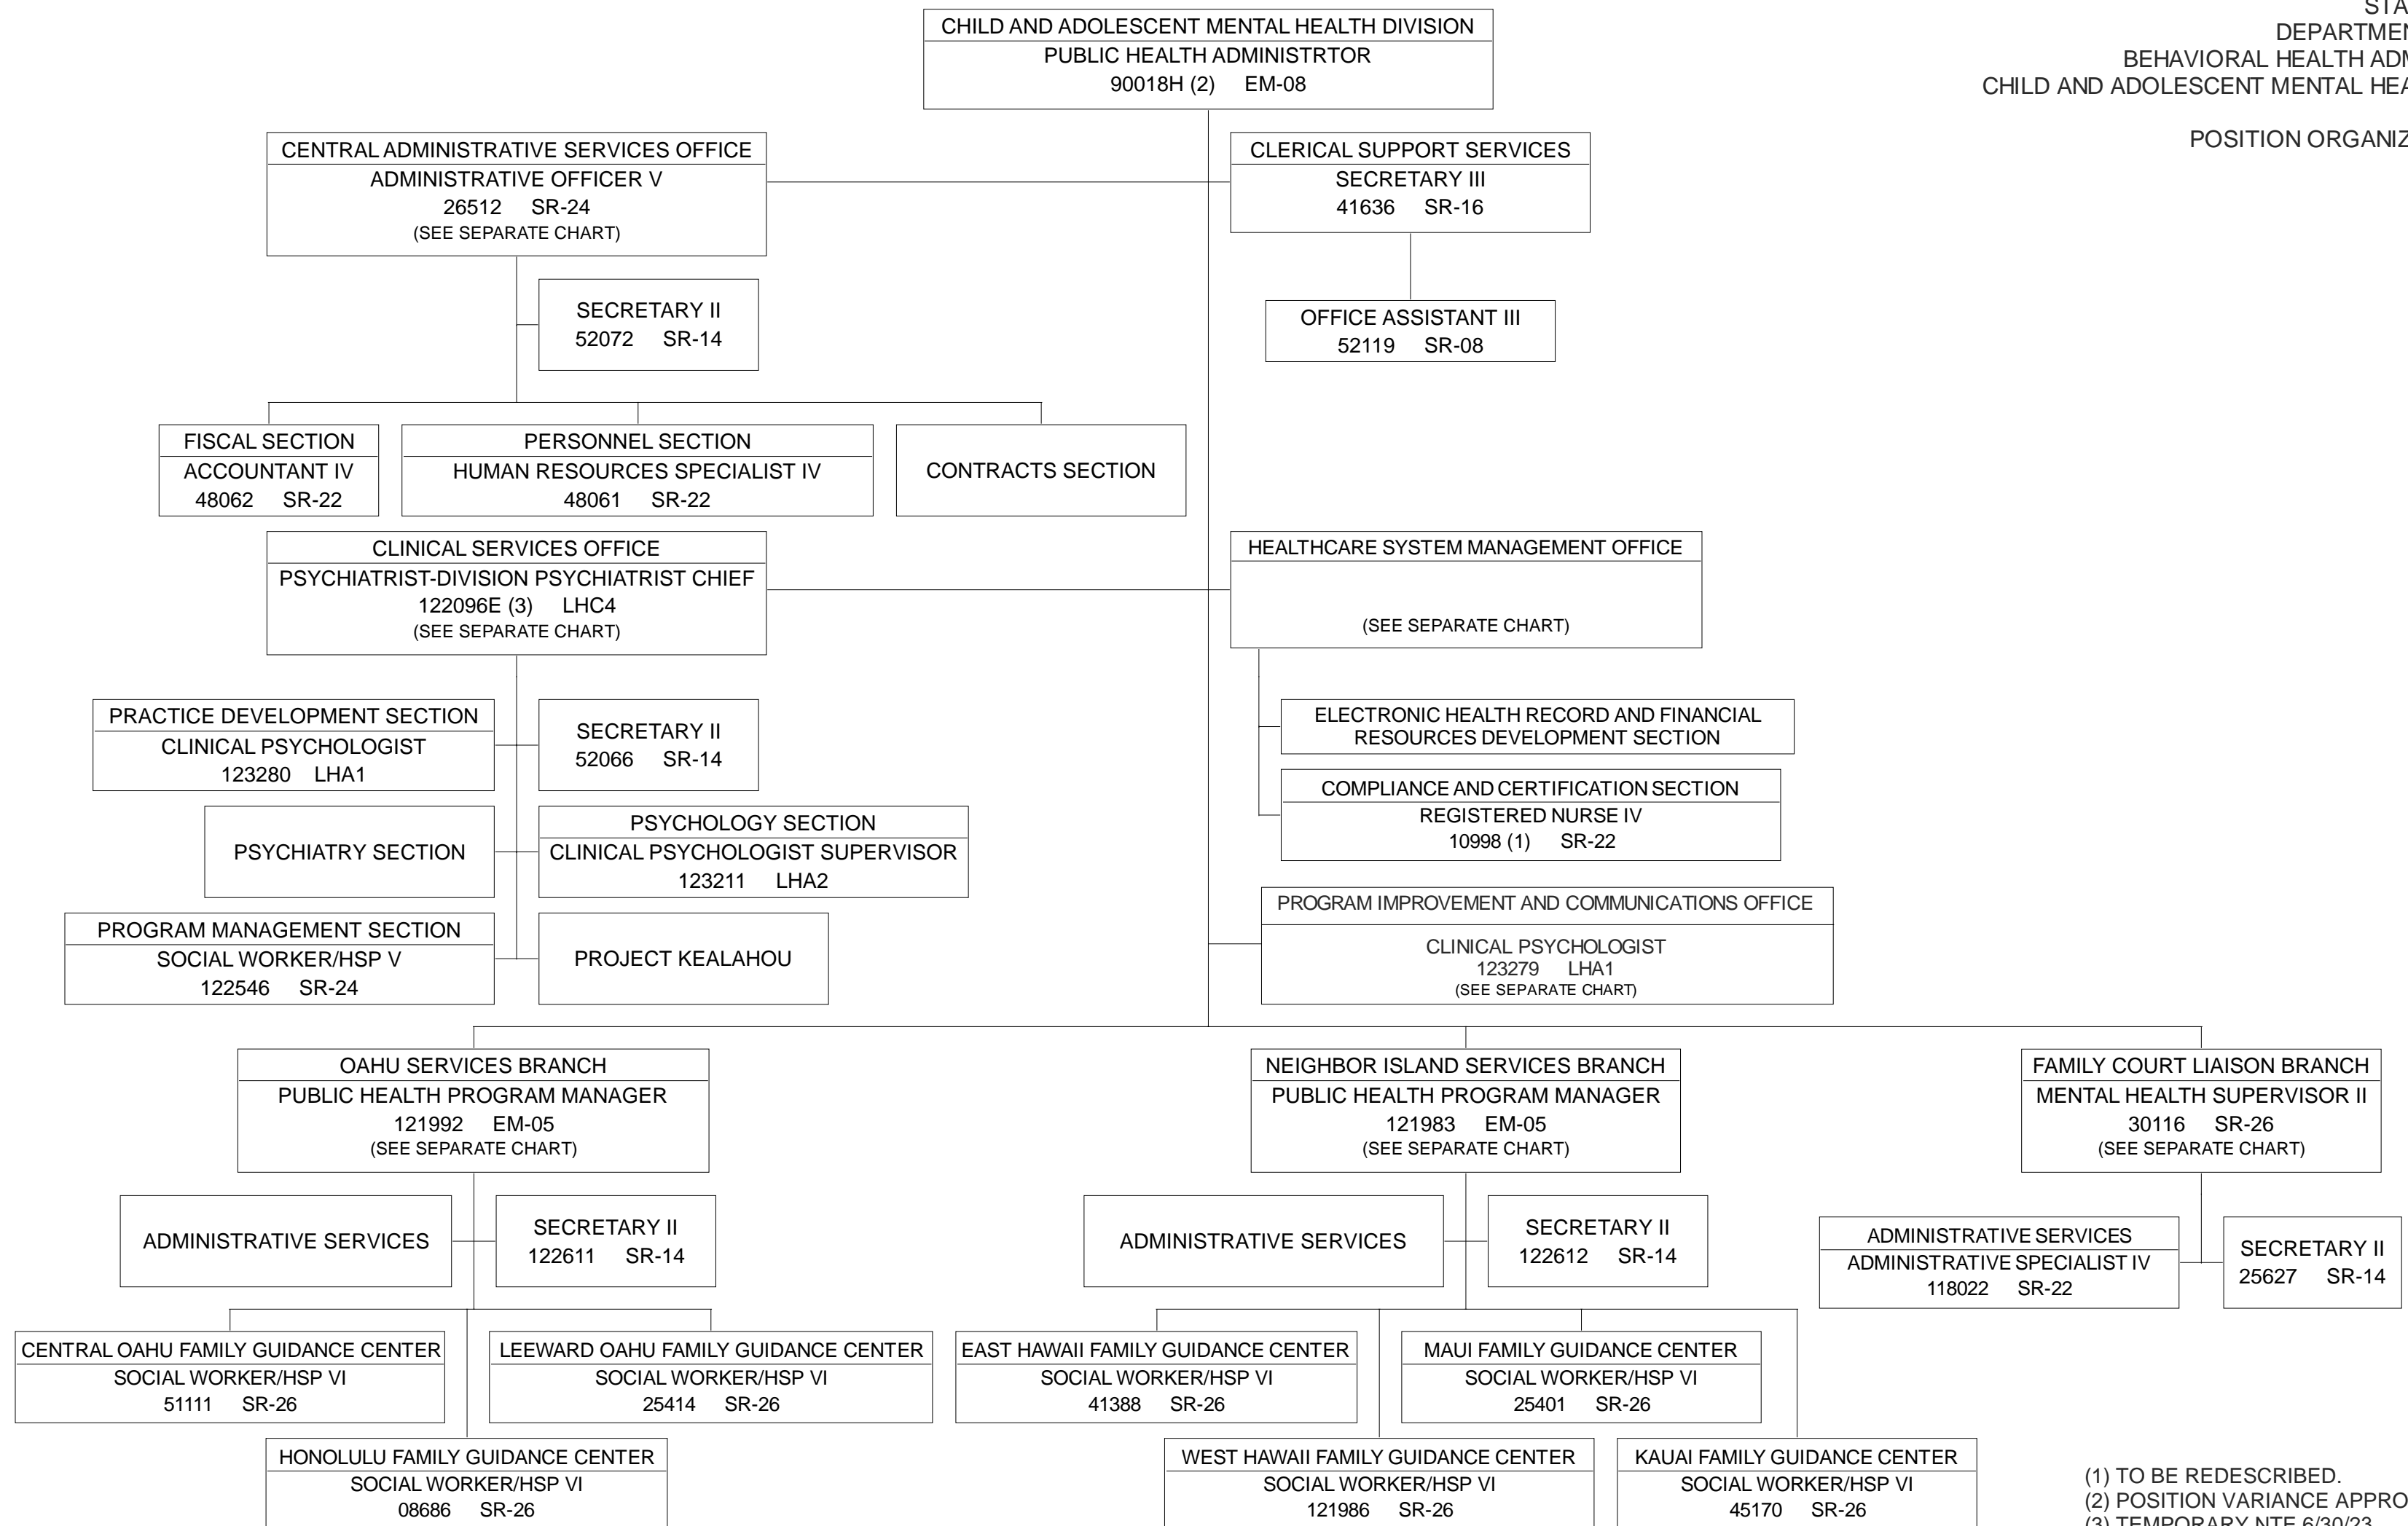 STA
DEPARTMEN
BEHAVIORAL HEALTH ADM
CHILD AND ADOLESCENT MENTAL HEA
POSITION ORGANIZ
CHILD AND ADOLESCENT MENTAL HEALTH DIVISION
PUBLIC HEALTH ADMINISTRTOR
90018H (2) EM-08
CENTRAL ADMINISTRATIVE SERVICES OFFICE
ADMINISTRATIVE OFFICER V
26512 SR-24
(SEE SEPARATE CHART)
CLERICAL SUPPORT SERVICES
SECRETARY III
41636 SR-16
SECRETARY II
52072 SR-14
OFFICE ASSISTANT III
52119 SR-08
FISCAL SECTION
ACCOUNTANT IV
48062 SR-22
PERSONNEL SECTION
HUMAN RESOURCES SPECIALIST IV
48061 SR-22
CONTRACTS SECTION
CLINICAL SERVICES OFFICE
PSYCHIATRIST-DIVISION PSYCHIATRIST CHIEF
122096E (3) LHC4
(SEE SEPARATE CHART)
HEALTHCARE SYSTEM MANAGEMENT OFFICE
(SEE SEPARATE CHART)
PRACTICE DEVELOPMENT SECTION
CLINICAL PSYCHOLOGIST
123280 LHA1
SECRETARY II
52066 SR-14
ELECTRONIC HEALTH RECORD AND FINANCIAL
RESOURCES DEVELOPMENT SECTION
COMPLIANCE AND CERTIFICATION SECTION
REGISTERED NURSE IV
10998 (1) SR-22
PSYCHIATRY SECTION
PSYCHOLOGY SECTION
CLINICAL PSYCHOLOGIST SUPERVISOR
123211 LHA2
PROGRAM MANAGEMENT SECTION
SOCIAL WORKER/HSP V
122546 SR-24
PROJECT KEALAHOU
PROGRAM IMPROVEMENT AND COMMUNICATIONS OFFICE
CLINICAL PSYCHOLOGIST
123279 LHA1
(SEE SEPARATE CHART)
OAHU SERVICES BRANCH
PUBLIC HEALTH PROGRAM MANAGER
121992 EM-05
(SEE SEPARATE CHART)
NEIGHBOR ISLAND SERVICES BRANCH
PUBLIC HEALTH PROGRAM MANAGER
121983 EM-05
(SEE SEPARATE CHART)
FAMILY COURT LIAISON BRANCH
MENTAL HEALTH SUPERVISOR II
30116 SR-26
(SEE SEPARATE CHART)
ADMINISTRATIVE SERVICES
SECRETARY II
122611 SR-14
ADMINISTRATIVE SERVICES
SECRETARY II
122612 SR-14
ADMINISTRATIVE SERVICES
ADMINISTRATIVE SPECIALIST IV
118022 SR-22
SECRETARY II
25627 SR-14
CENTRAL OAHU FAMILY GUIDANCE CENTER
SOCIAL WORKER/HSP VI
51111 SR-26
LEEWARD OAHU FAMILY GUIDANCE CENTER
SOCIAL WORKER/HSP VI
25414 SR-26
EAST HAWAII FAMILY GUIDANCE CENTER
SOCIAL WORKER/HSP VI
41388 SR-26
MAUI FAMILY GUIDANCE CENTER
SOCIAL WORKER/HSP VI
25401 SR-26
HONOLULU FAMILY GUIDANCE CENTER
SOCIAL WORKER/HSP VI
08686 SR-26
WEST HAWAII FAMILY GUIDANCE CENTER
SOCIAL WORKER/HSP VI
121986 SR-26
KAUAI FAMILY GUIDANCE CENTER
SOCIAL WORKER/HSP VI
45170 SR-26
(1) TO BE REDESCRIBED.
(2) POSITION VARIANCE APPRO
(3) TEMPORARY NTE 6/30/23